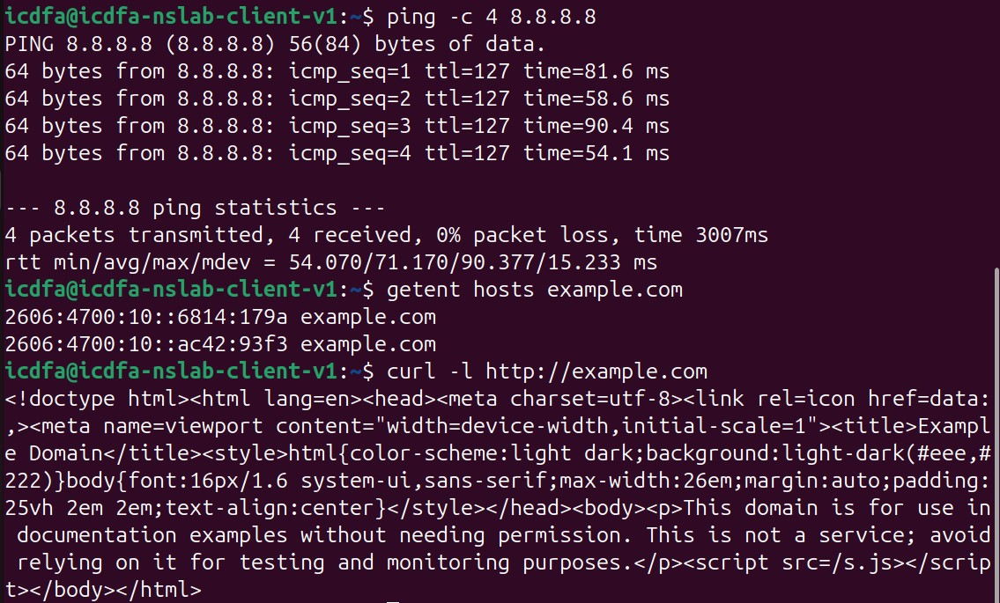 icdfa@icdfa-nslab-client-v1:~$ ping -c 4 8.8.8.8
PING 8.8.8.8 (8.8.8.8) 56(84) bytes of data.
64 bytes from 8.8.8.8: icmp_seq=1 ttl=127 time=81.6 ms
64 bytes from 8.8.8.8: icmp_seq=2 ttl=127 time=58.6 ms
64 bytes from 8.8.8.8: icmp_seq=3 ttl=127 time=90.4 ms
64 bytes from 8.8.8.8: icmp_seq=4 ttl=127 time=54.1 ms

--- 8.8.8.8 ping statistics ---
4 packets transmitted, 4 received, 0% packet loss, time 3007ms
rtt min/avg/max/mdev = 54.070/71.170/90.377/15.233 ms
icdfa@icdfa-nslab-client-v1:~$ getent hosts example.com
2606:4700:10::6814:179a example.com
2606:4700:10::ac42:93f3 example.com
icdfa@icdfa-nslab-client-v1:~$ curl -l http://example.com
<!doctype html><html lang=en><head><meta charset=utf-8><link rel=icon href=data:
,><meta name=viewport content="width=device-width,initial-scale=1"><title>Exampl
e Domain</title><style>html{color-scheme:light dark;background:light-dark(#eee,#
222)}body{font:16px/1.6 system-ui,sans-serif;max-width:26em;margin:auto;padding:
25vh 2em 2em;text-align:center}</style></head><body><p>This domain is for use in
 documentation examples without needing permission. This is not a service; avoid
 relying on it for testing and monitoring purposes.</p><script src=/s.js></scrip
t></body></html>